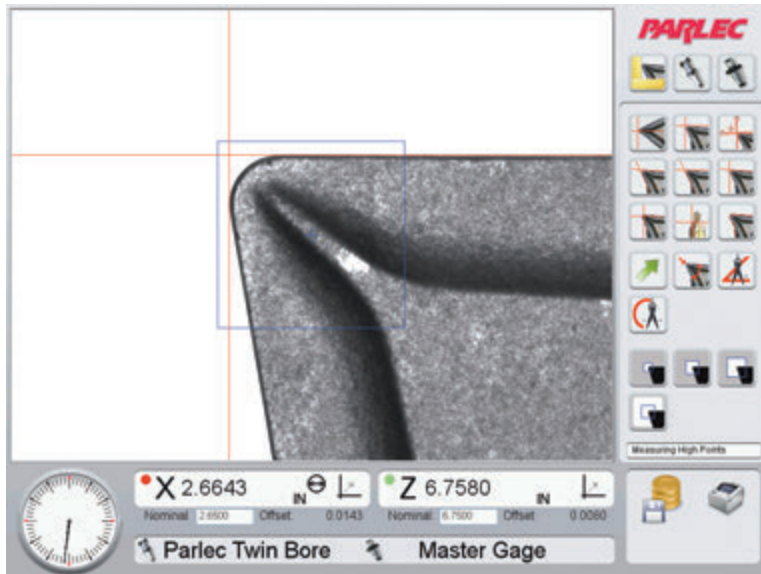 PARLEC
Measuring High Points
X 2.6643 IN
Z 6.7580 IN
Nominal: 2.6500 Offset: 0.0143
Nominal: 6.7500 Offset 0.0080
Parlec Twin Bore
Master Gage